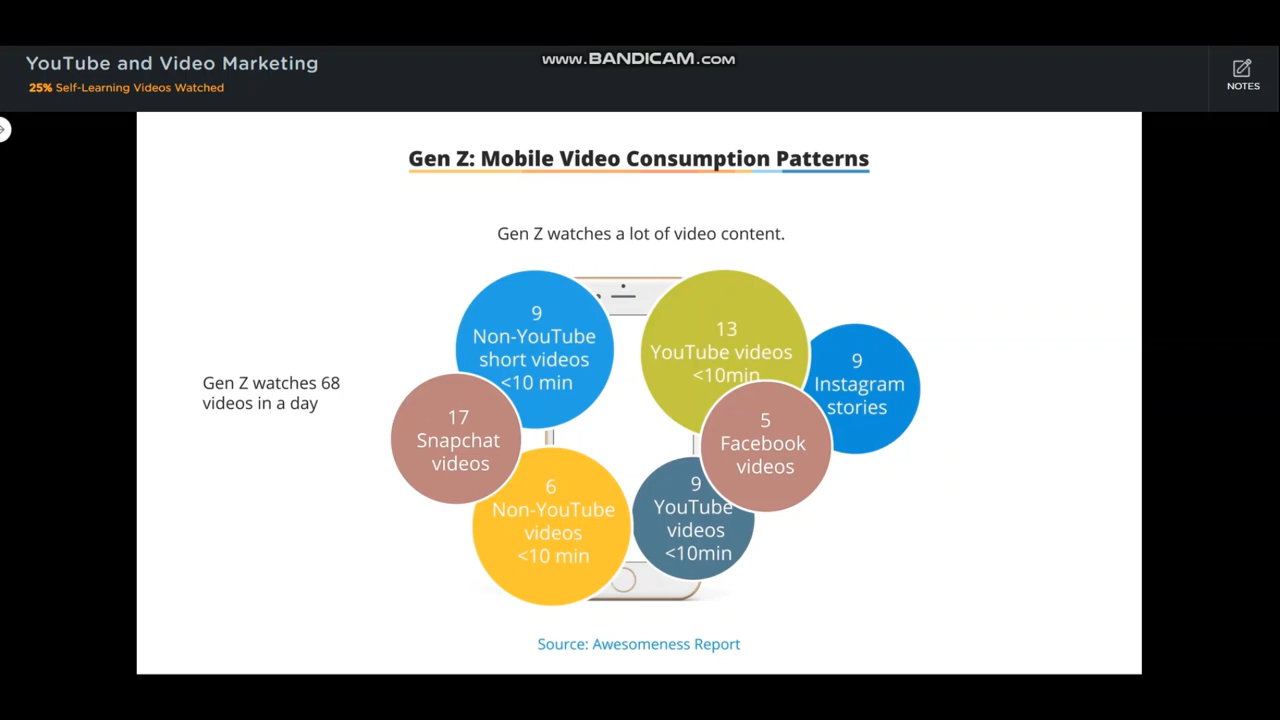 YouTube and Video Marketing
25% Self-Learning Videos Watched
www.BANDICAM.com
NOTES
Gen Z: Mobile Video Consumption Patterns
Gen Z watches a lot of video content.
Gen Z watches 68
videos in a day
9
Non-YouTube
short videos
<10 min
13
YouTube videos
<10min
9
Instagram
stories
17
Snapchat
videos
5
Facebook
videos
6
Non-YouTube
videos
<10 min
9
YouTube
videos
<10min
Source: Awesomeness Report